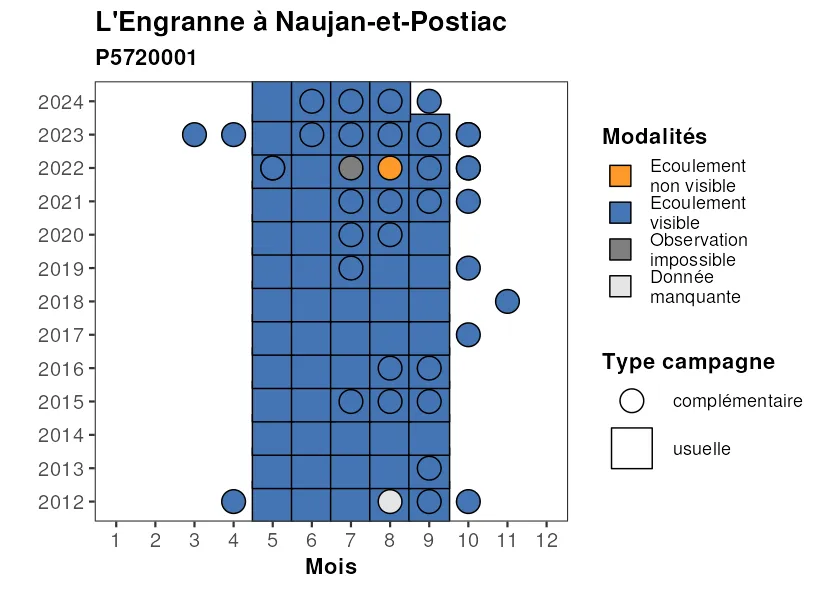 L'Engranne à Naujan-et-Postiac
P5720001
2024
2023
2022
2021
2020
2019
2018
2017
2016
2015
2014
2013
2012
1 2 3 4 5 6 7 8 9 10 11 12
Mois
Modalités
Ecoulement
non visible
Ecoulement
visible
Observation
impossible
Donnée
manquante
Type campagne
complémentaire
usuelle